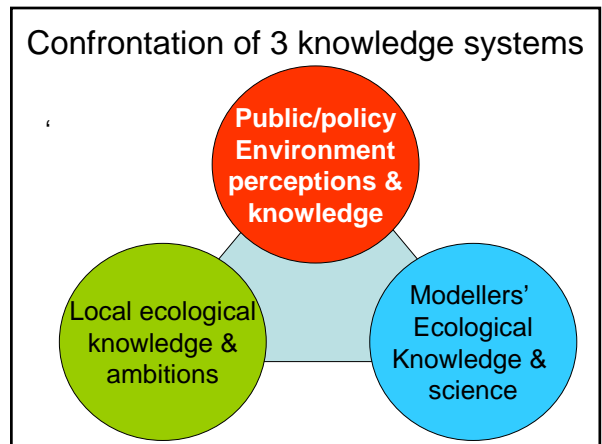 Confrontation of 3 knowledge systems
‘
Public/policy
Environment
perceptions &
knowledge
Local ecological
knowledge &
ambitions
Modellers’
Ecological
Knowledge &
science